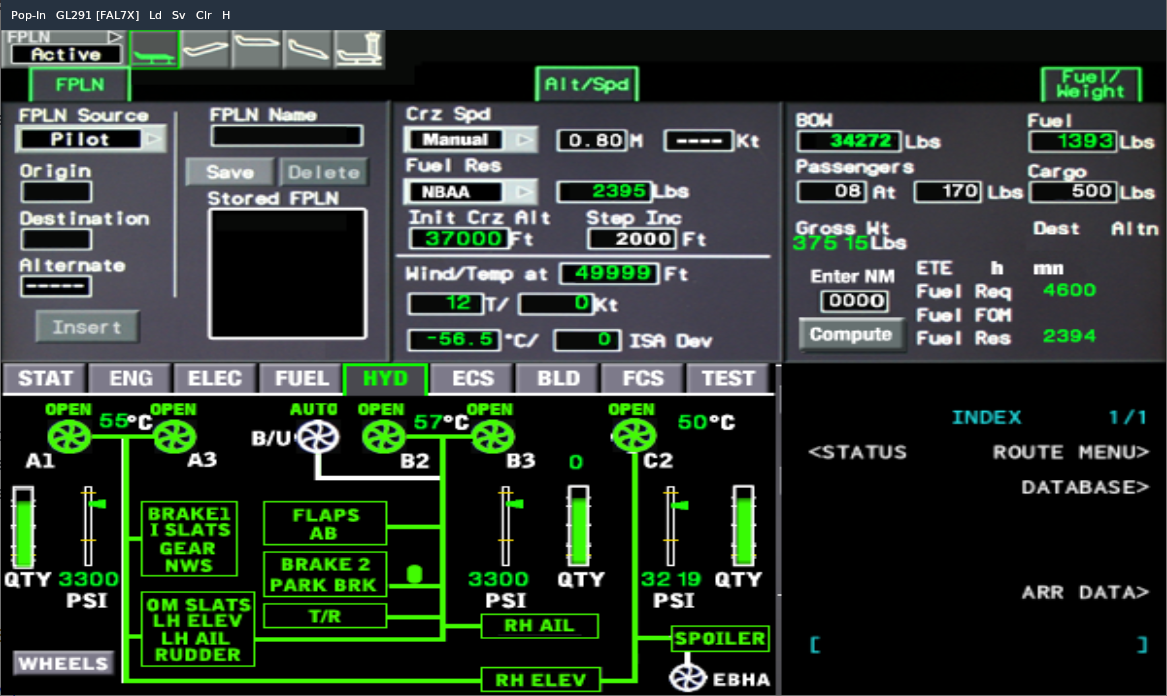 Pop-In GL291 [FAL7X] Ld Sv Clr H
FPLN
Active
FPLN Alt/Spd Fuel/
Weight
FPLN Source
Pilot
Origin
Destination
Alternate
-----
Insert
FPLN Name
Save Delete
Stored FPLN
Crz Spd
Manual 0.80 M ---- Kt
Fuel Res
NBAA 2395 Lbs
Init Crz Alt Step Inc
37000 Ft 2000 Ft
Wind/Temp at 49999 Ft
12 T/ 0 Kt
-56.5 °C/ 0 ISA Dev
BOW Fuel
34272 Lbs 1393 Lbs
Passengers Cargo
08 At 170 Lbs 500 Lbs
Gross Wt Dest Altn
375 15 Lbs
Enter NM
0000
Compute
ETE h mn
Fuel Req 4600
Fuel FOM
Fuel Res 2394
STAT ENG ELEC FUEL HYD ECS BLD FCS TEST
OPEN OPEN AUTO OPEN OPEN OPEN
55°C 57°C 50°C
B/U
A1 A3 B2 B3 C2
0
BRAKE1
I SLATS
GEAR
NWS
FLAPS
AB
BRAKE 2
PARK BRK
T/R
OM SLATS
LH ELEV
LH AIL
RUDDER
QTY 3300
PSI
3300 QTY
PSI
32 19 QTY
PSI
RH AIL
SPOILER
RH ELEV
EBHA
WHEELS
INDEX 1/1
<STATUS ROUTE MENU>
DATABASE>
ARR DATA>
[ ]